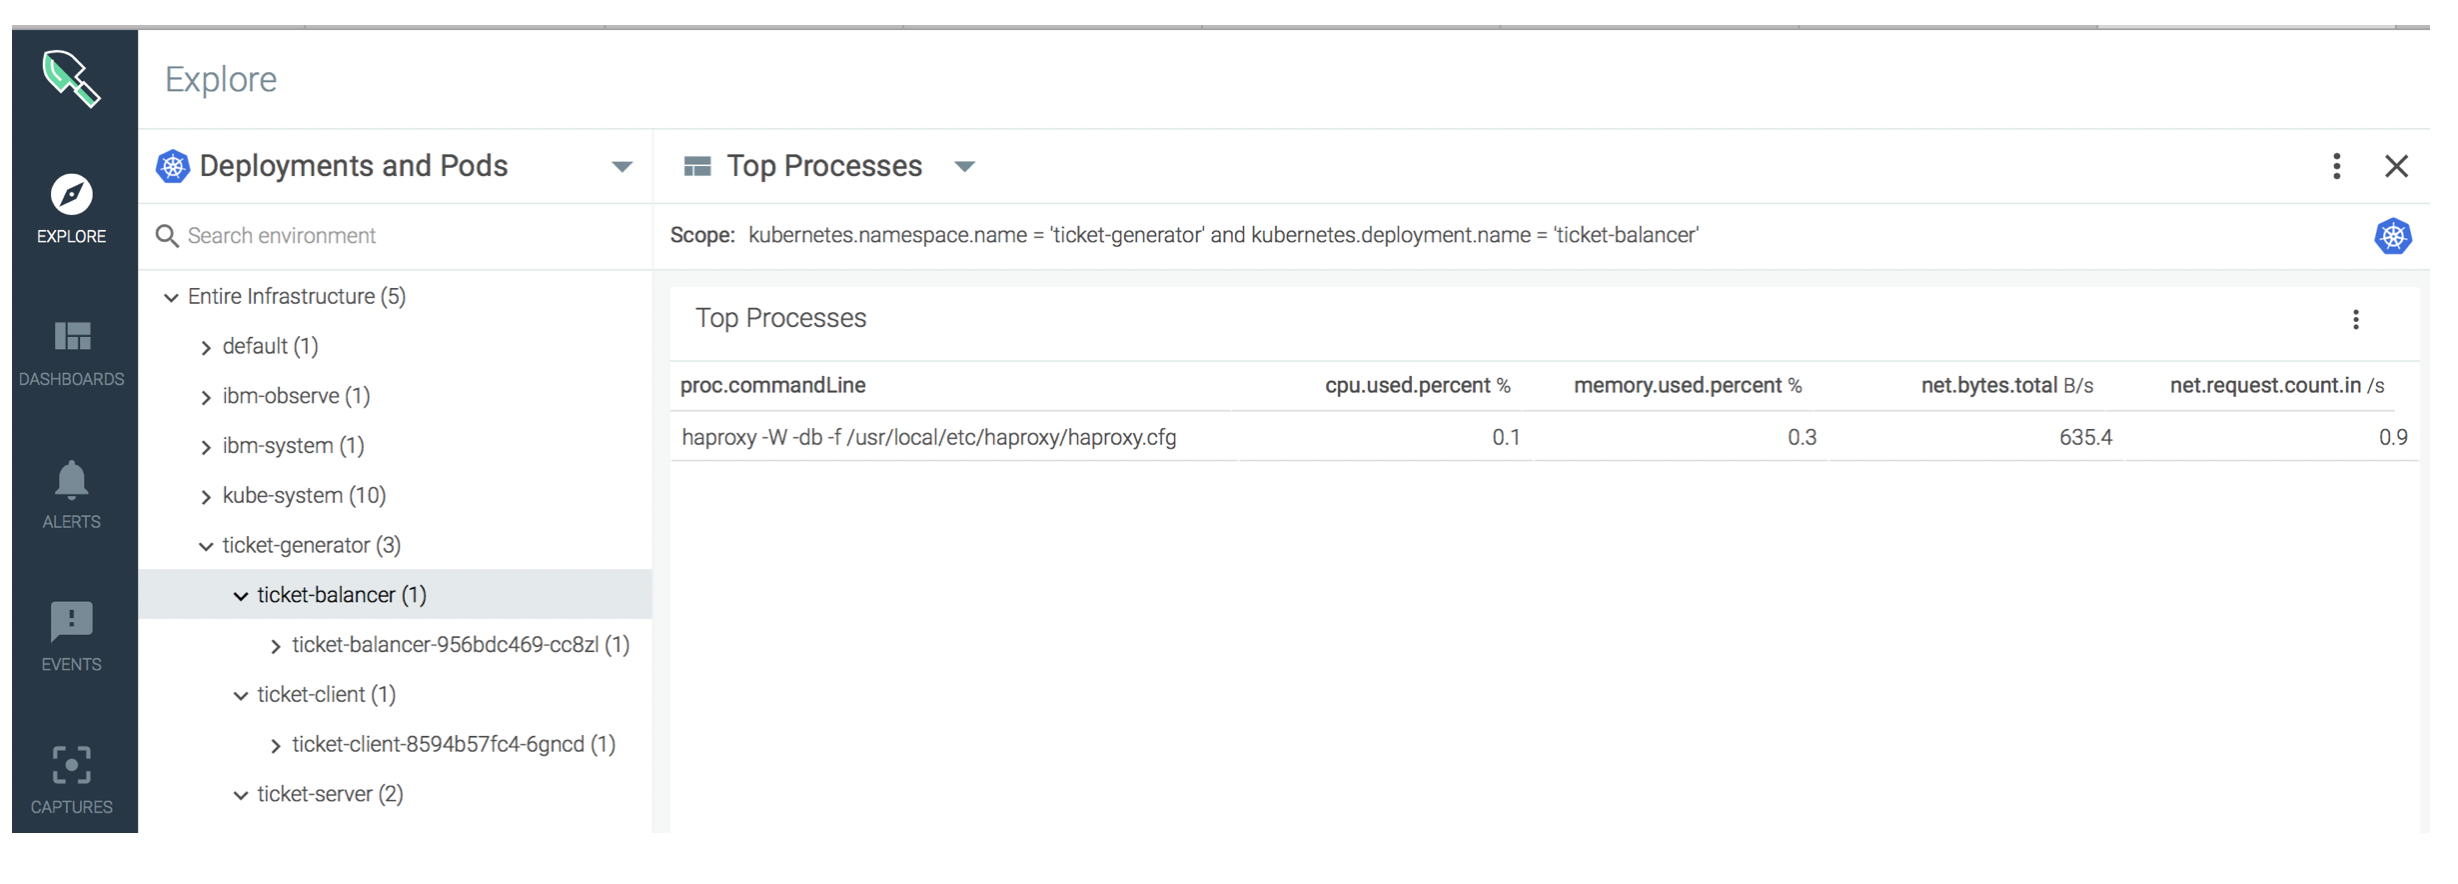 Explore
EXPLORE
DASHBOARDS
ALERTS
EVENTS
CAPTURES
Deployments and Pods
Search environment
Entire Infrastructure (5)
default (1)
ibm-observe (1)
ibm-system (1)
kube-system (10)
ticket-generator (3)
ticket-balancer (1)
ticket-balancer-956bdc469-cc8zl (1)
ticket-client (1)
ticket-client-8594b57fc4-6gncd (1)
ticket-server (2)
Top Processes
Scope: kubernetes.namespace.name = 'ticket-generator' and kubernetes.deployment.name = 'ticket-balancer'
Top Processes
proc.commandLine cpu.used.percent % memory.used.percent % net.bytes.total B/s net.request.count.in /s
haproxy -W -db -f /usr/local/etc/haproxy/haproxy.cfg 0.1 0.3 635.4 0.9